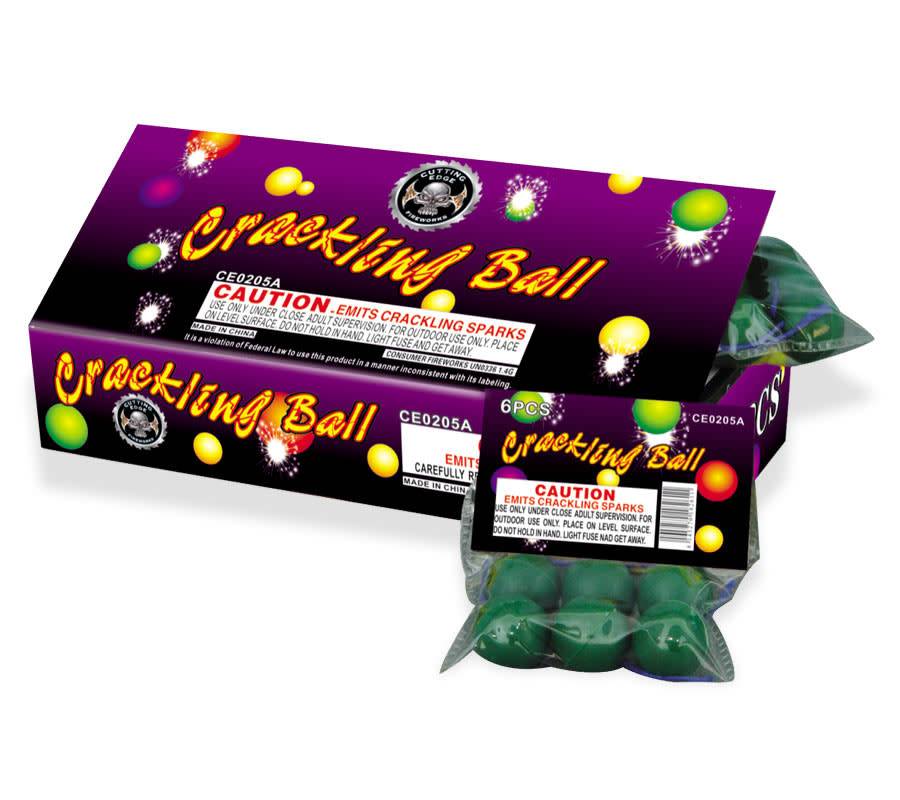 CUTTING
EDGE
FIREWORKS
Crackling Ball
CE0205A
CAUTION - EMITS CRACKLING SPARKS
USE ONLY UNDER CLOSE ADULT SUPERVISION. FOR OUTDOOR USE ONLY. PLACE
ON LEVEL SURFACE. DO NOT HOLD IN HAND. LIGHT FUSE AND GET AWAY.
MADE IN CHINA
CONSUMER FIREWORKS UN0336 1.4G
It is a violation of Federal Law to use this product in a manner inconsistent with its labeling.
Crackling Ball
CUTTING
EDGE
FIREWORKS
CE0205A
EMITS
CAREFULLY
MADE IN CHIN
PCS
6PCS
CE0205A
Crackling Ball
CAUTION
EMITS CRACKLING SPARKS
USE ONLY UNDER CLOSE ADULT SUPERVISION. FOR
OUTDOOR USE ONLY. PLACE ON LEVEL SURFACE.
DO NOT HOLD IN HAND. LIGHT FUSE NAD GET AWAY.